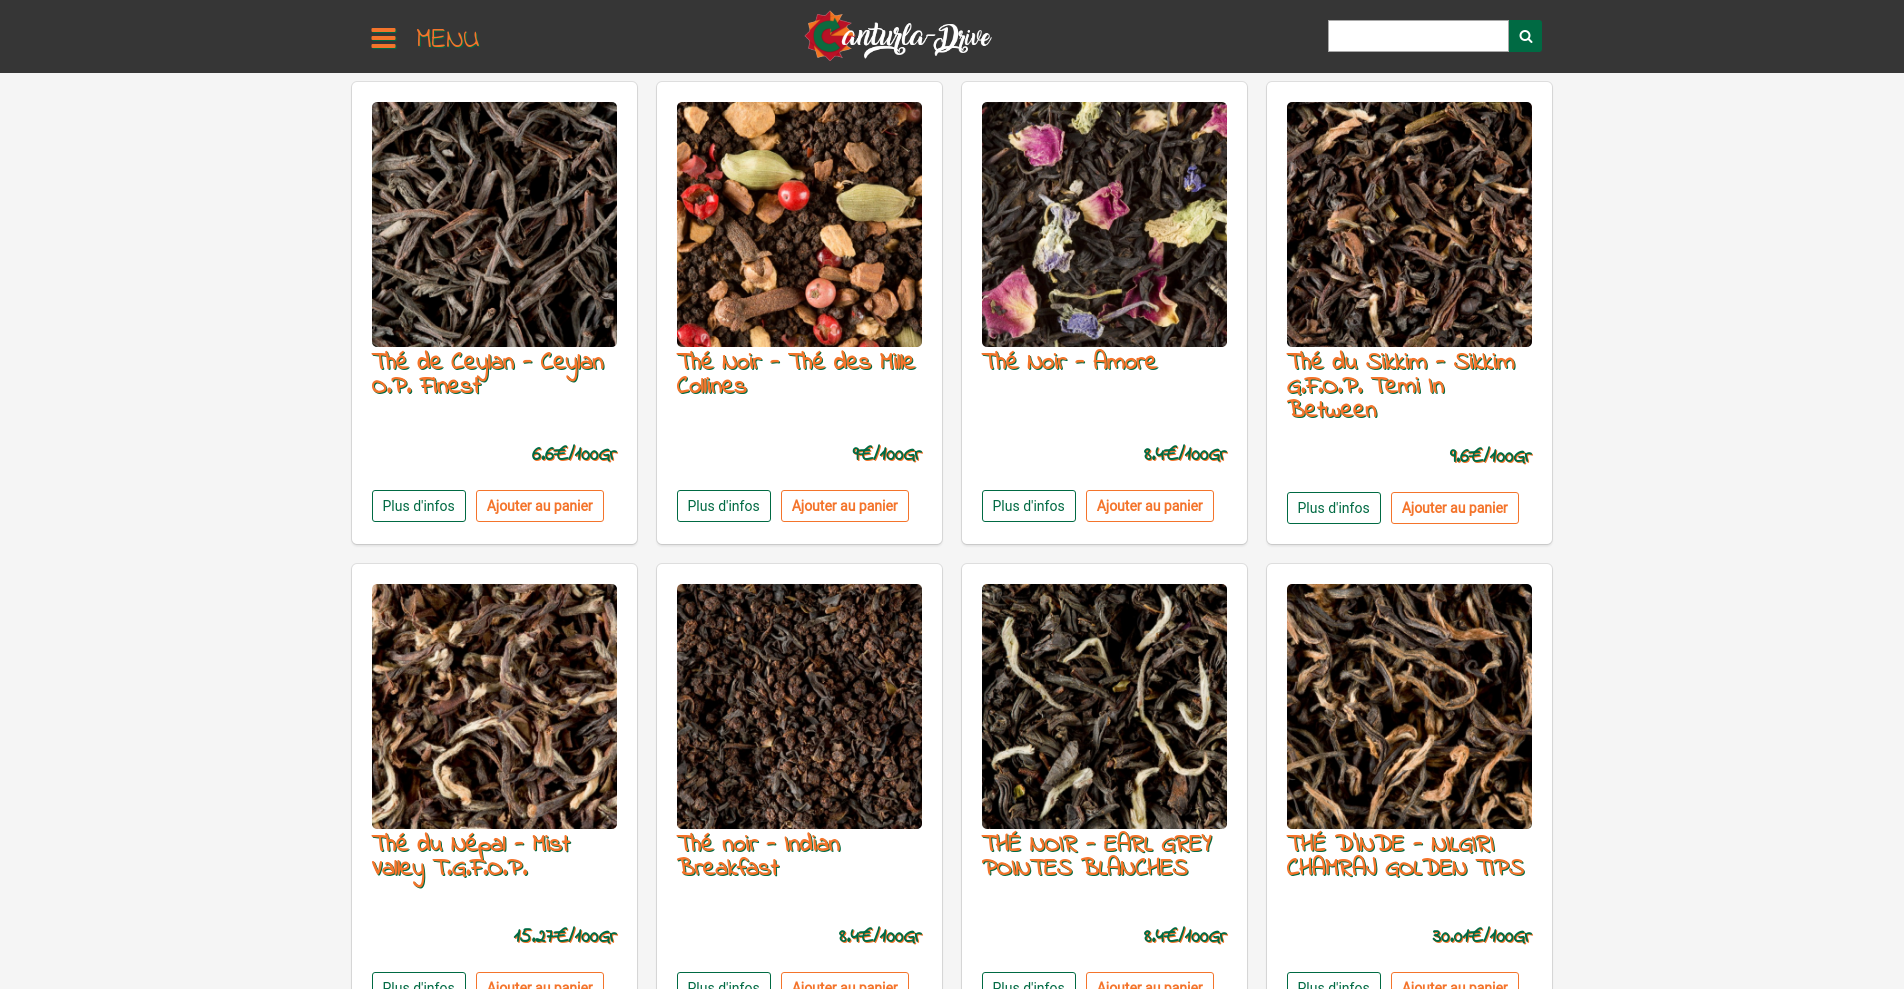 MENU
Canturla-Drive
Thé de Ceylan - Ceylan
O.P. Finest
6.6€/100Gr
Plus d'infos
Ajouter au panier
Thé Noir - Thé des Mille
Collines
9€/100Gr
Plus d'infos
Ajouter au panier
Thé Noir - Amore
8.4€/100Gr
Plus d'infos
Ajouter au panier
Thé du Sikkim - Sikkim
G.F.O.P. Temi In
Between
9.6€/100Gr
Plus d'infos
Ajouter au panier
Thé du Népal - Mist
Valley T.G.F.O.P.
15.27€/100Gr
Plus d'infos
Ajouter au panier
Thé noir - Indian
Breakfast
8.4€/100Gr
Plus d'infos
Ajouter au panier
THÉ NOIR - EARL GREY
POINTES BLANCHES
8.4€/100Gr
Plus d'infos
Ajouter au panier
THÉ D'INDE - NILGIRI
CHAMRAJ GOLDEN TIPS
30.01€/100Gr
Plus d'infos
Ajouter au panier